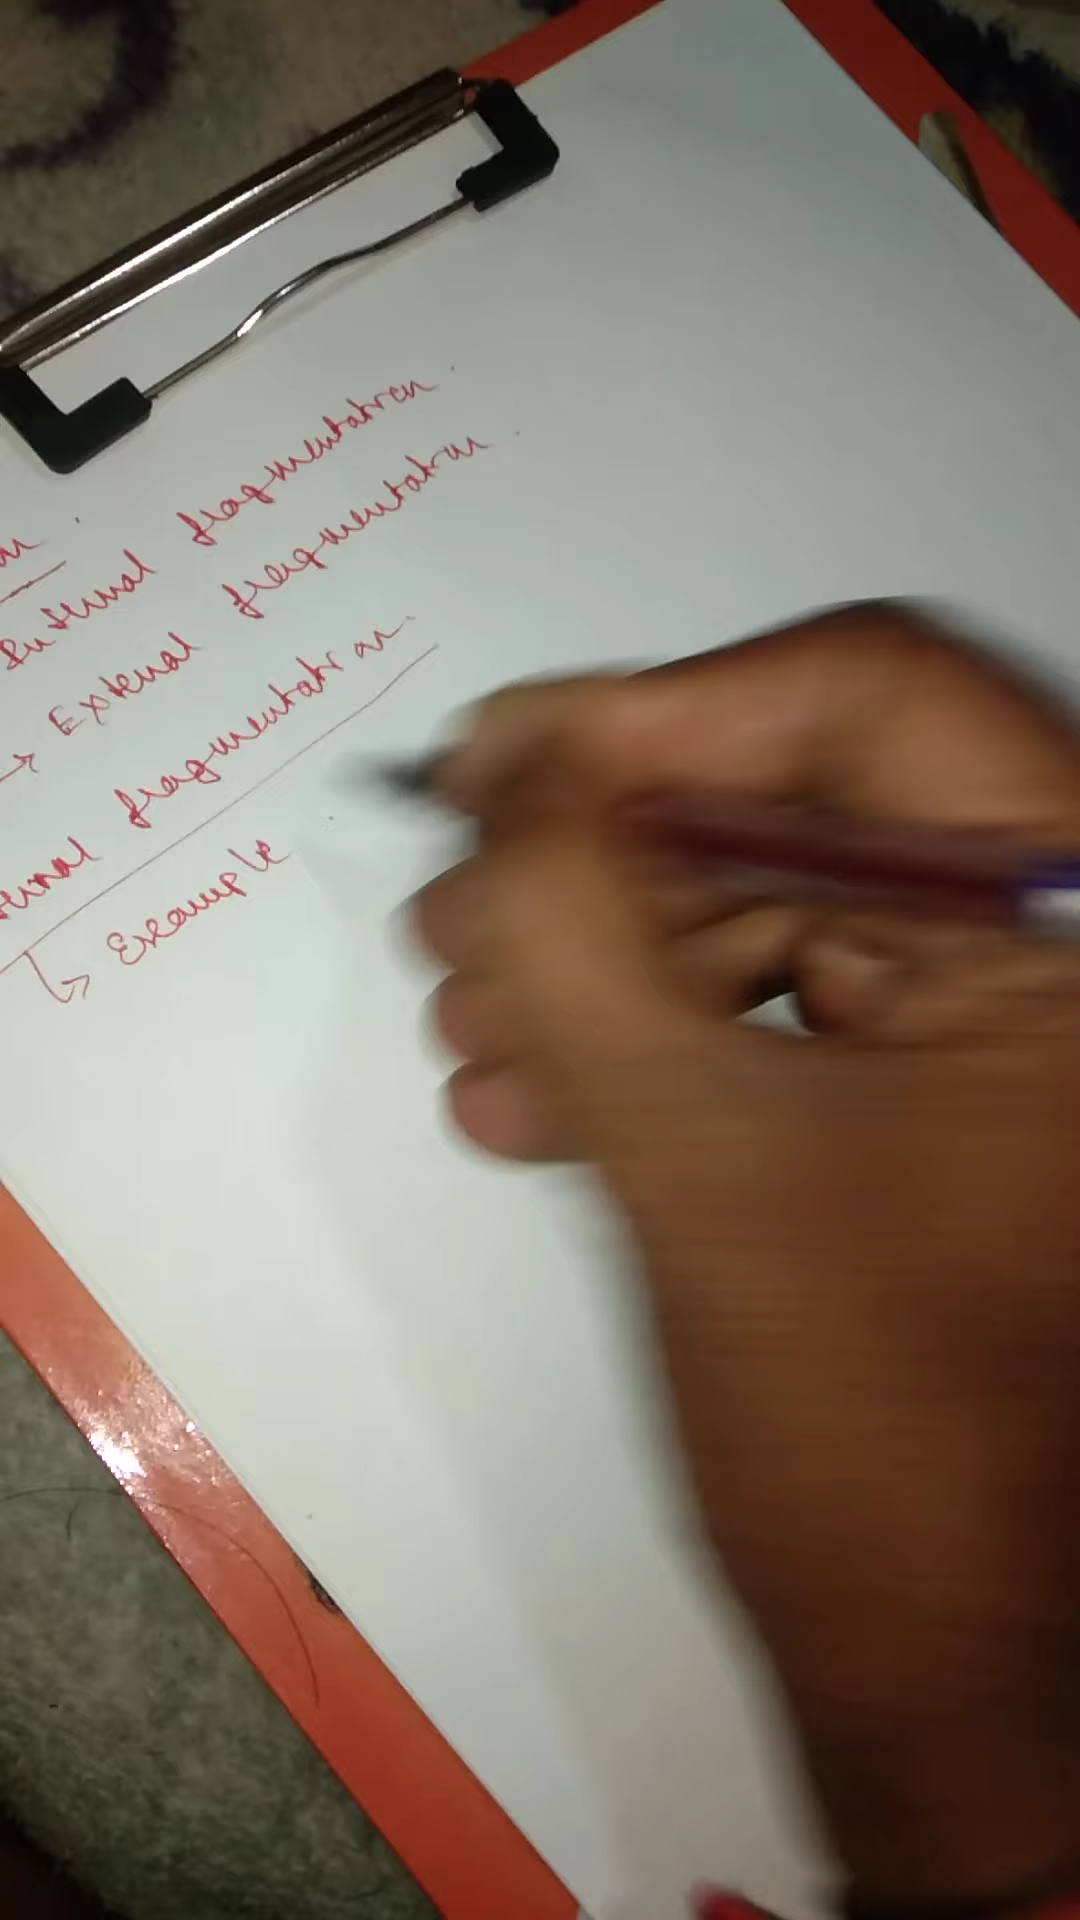 Internal fragmentation.
→ External fragmentation.
fragmentation.
↳ Example